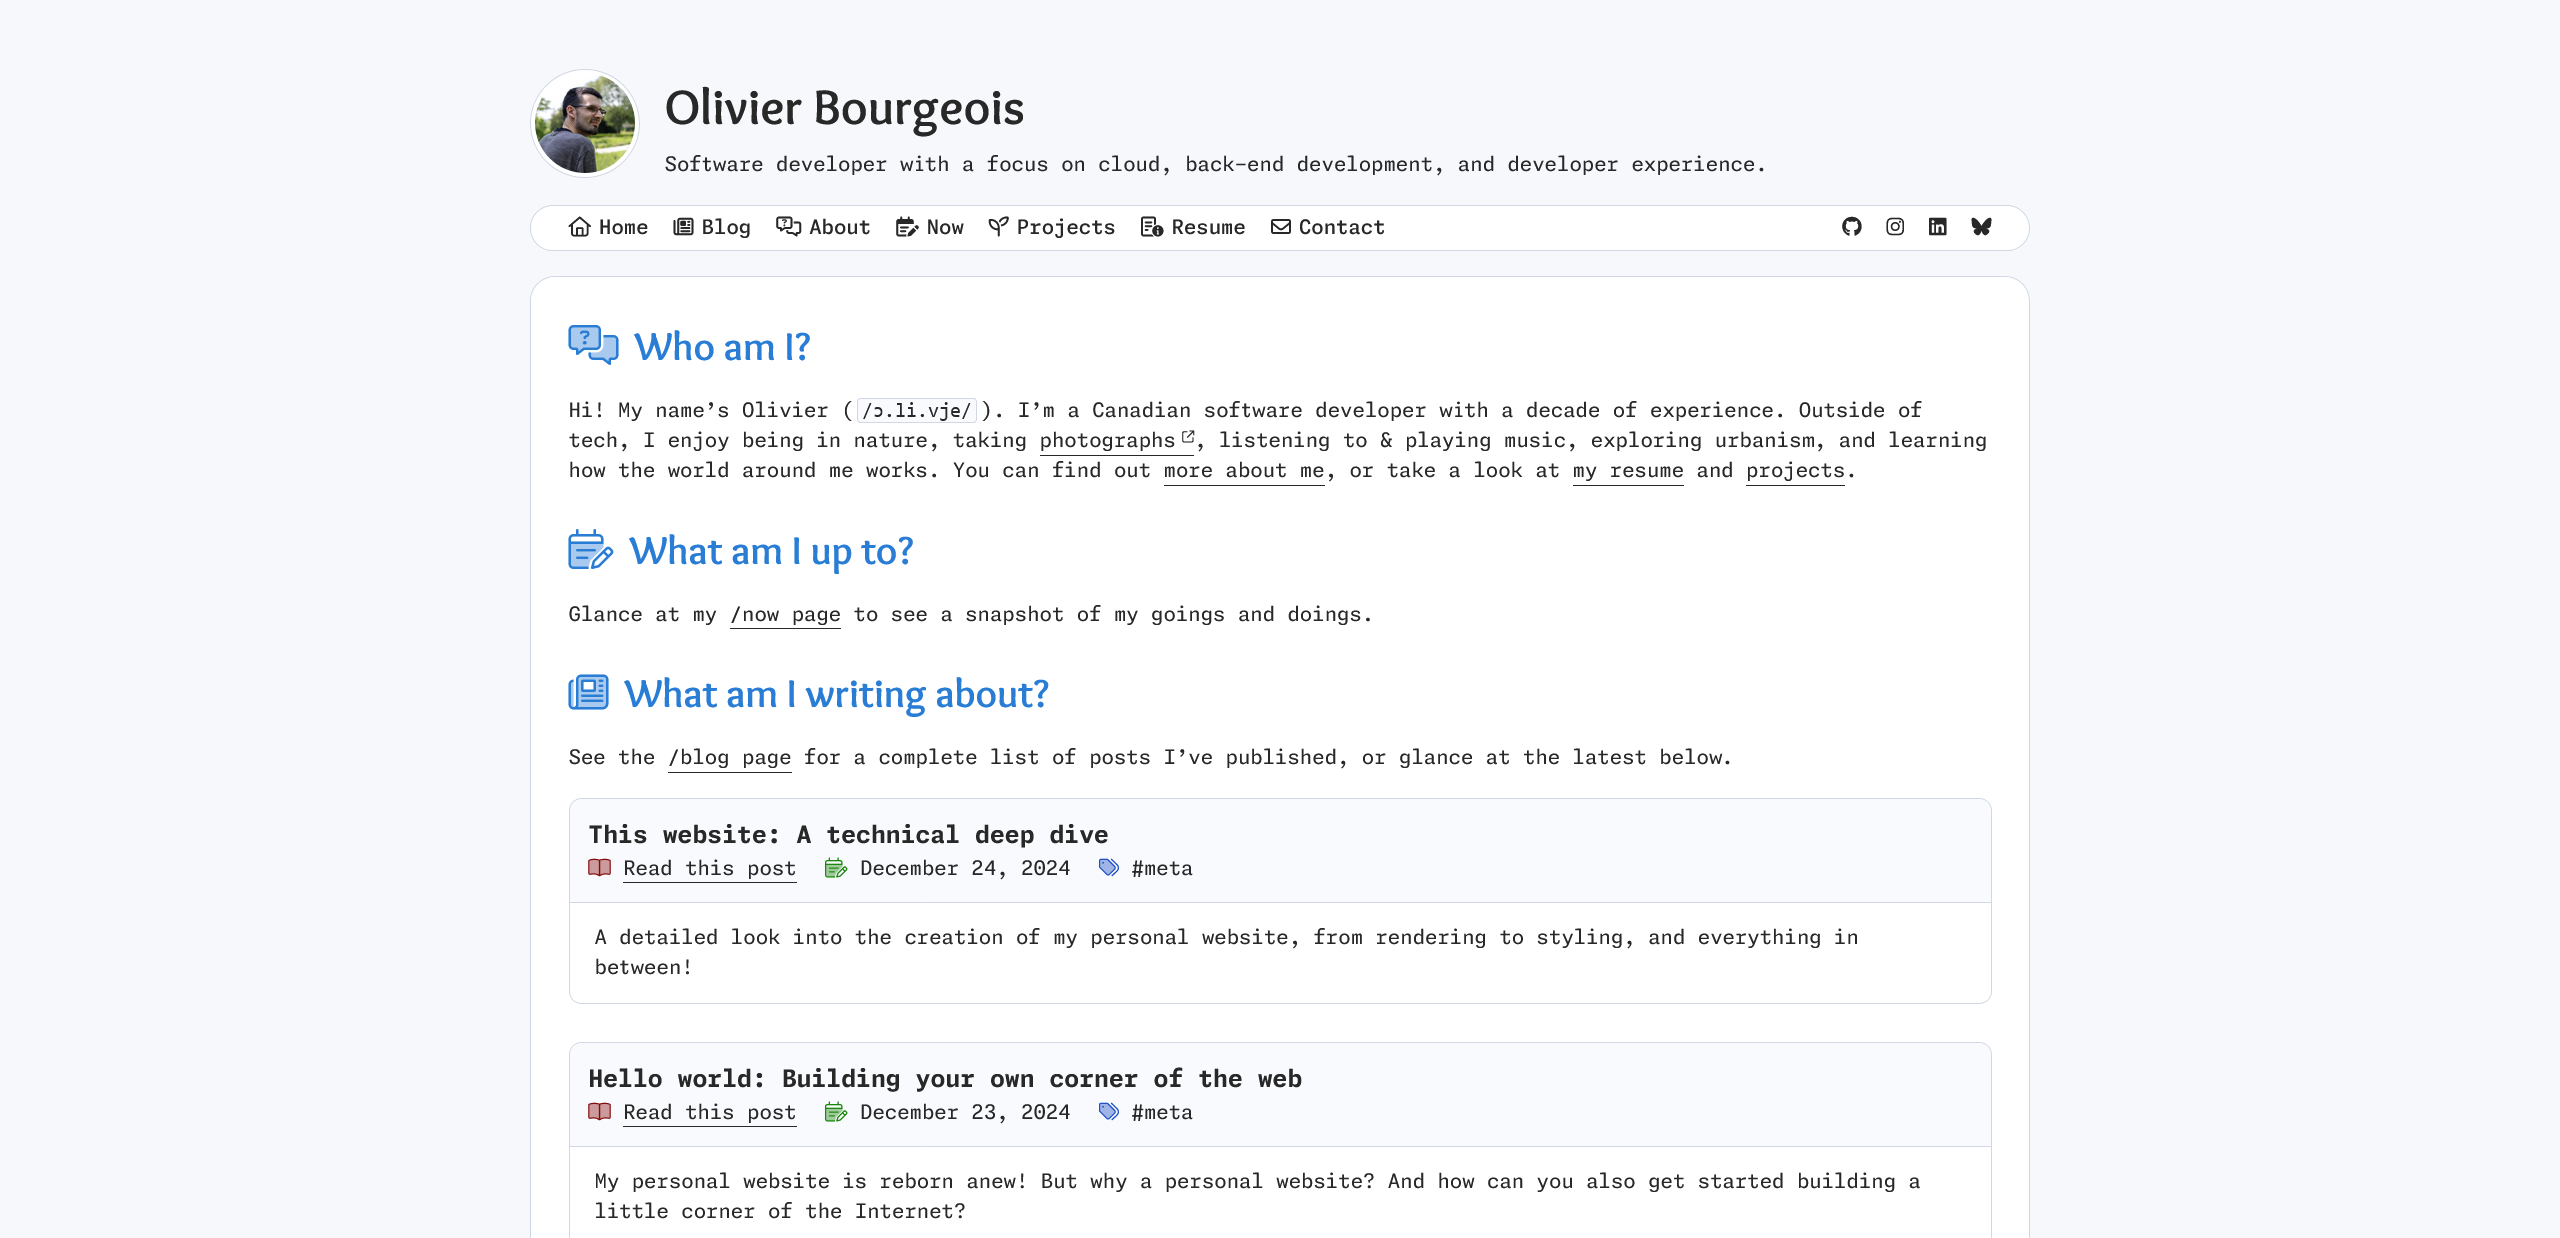 Olivier Bourgeois
Software developer with a focus on cloud, back-end development, and developer experience.
Home Blog About Now Projects Resume Contact
Who am I?
Hi! My name’s Olivier (/ɔ.li.vje/). I’m a Canadian software developer with a decade of experience. Outside of
tech, I enjoy being in nature, taking photographs, listening to & playing music, exploring urbanism, and learning
how the world around me works. You can find out more about me, or take a look at my resume and projects.
What am I up to?
Glance at my /now page to see a snapshot of my goings and doings.
What am I writing about?
See the /blog page for a complete list of posts I’ve published, or glance at the latest below.
This website: A technical deep dive
Read this post December 24, 2024 #meta
A detailed look into the creation of my personal website, from rendering to styling, and everything in
between!
Hello world: Building your own corner of the web
Read this post December 23, 2024 #meta
My personal website is reborn anew! But why a personal website? And how can you also get started building a
little corner of the Internet?